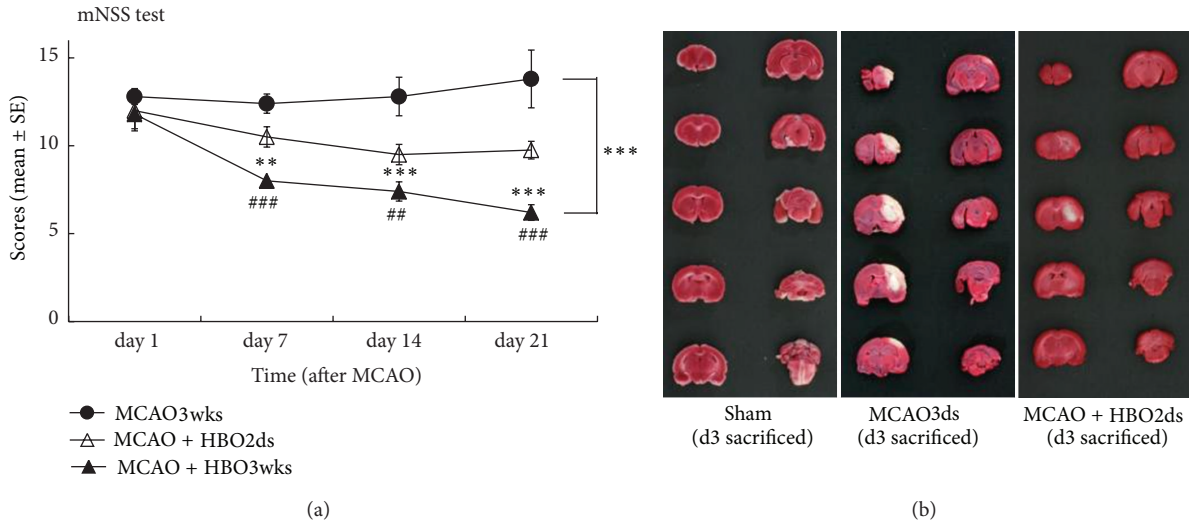 mNSS test
Scores (mean ± SE)
15
10
5
0
**
###
***
##
***
###
***
day 1 day 7 day 14 day 21
Time (after MCAO)
MCAO3wks
MCAO + HBO2ds
MCAO + HBO3wks
(a)
Sham
(d3 sacrificed)
MCAO3ds
(d3 sacrificed)
MCAO + HBO2ds
(d3 sacrificed)
(b)